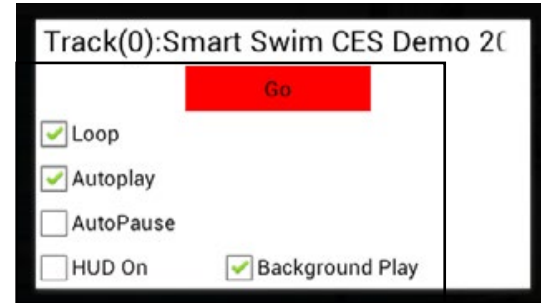 Track(0):Smart Swim CES Demo
Go
Loop
Autoplay
AutoPause
HUD On Background Play